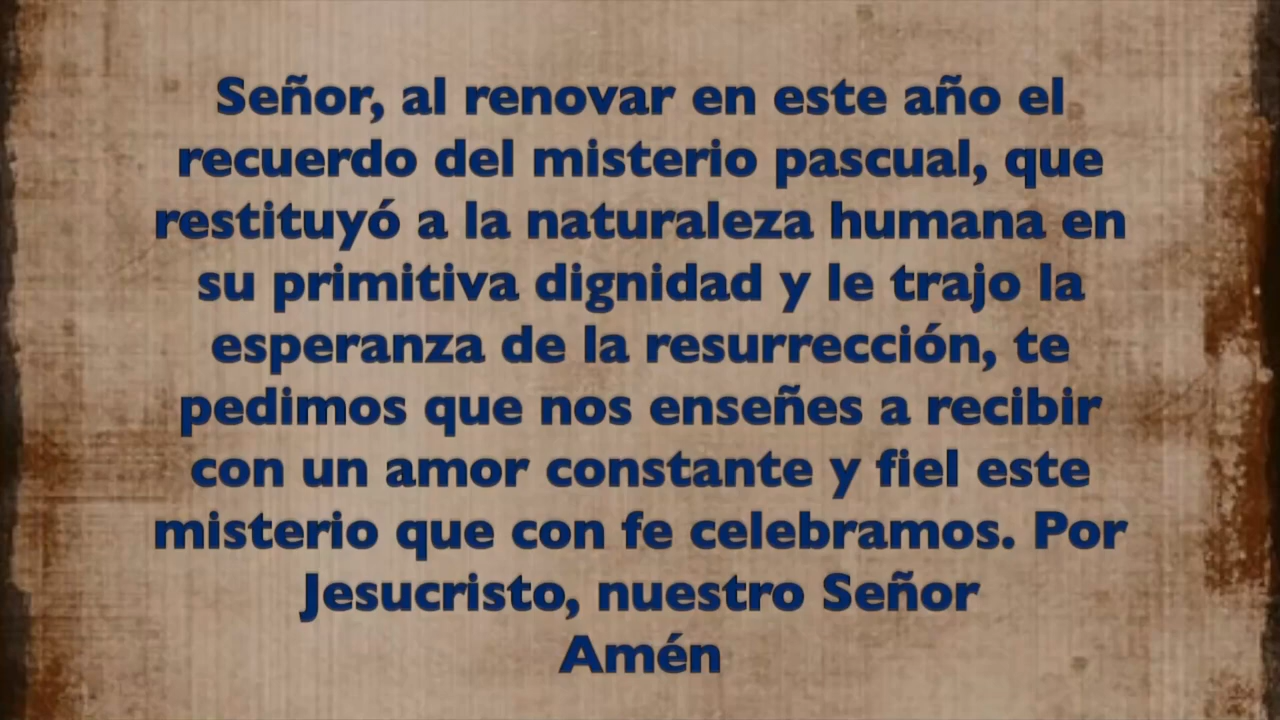 Señor, al renovar en este año el
recuerdo del misterio pascual, que
restituyó a la naturaleza humana en
su primitiva dignidad y le trajo la
esperanza de la resurrección, te
pedimos que nos enseñes a recibir
con un amor constante y fiel este
misterio que con fe celebramos. Por
Jesucristo, nuestro Señor
Amén